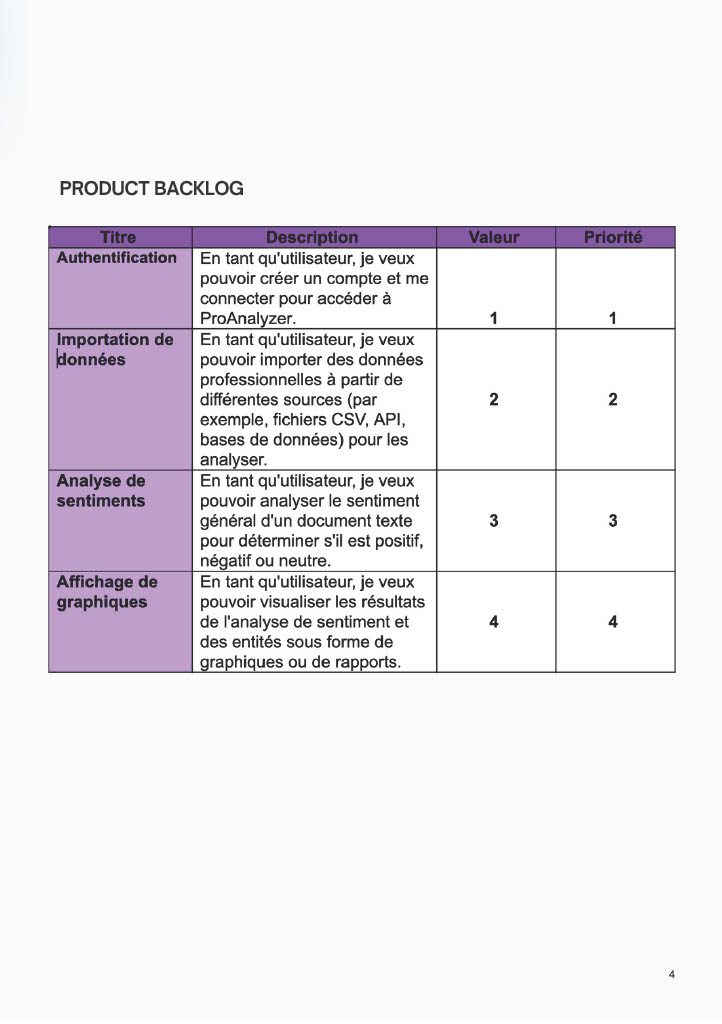 PRODUCT BACKLOG
Titre Description Valeur Priorité
Authentification En tant qu'utilisateur, je veux
pouvoir créer un compte et me
connecter pour accéder à
ProAnalyzer. 1 1
Importation de En tant qu'utilisateur, je veux
données pouvoir importer des données
professionnelles à partir de
différentes sources (par 2 2
exemple, fichiers CSV, API,
bases de données) pour les
analyser.
Analyse de En tant qu'utilisateur, je veux
sentiments pouvoir analyser le sentiment
général d'un document texte 3 3
pour déterminer s'il est positif,
négatif ou neutre.
Affichage de En tant qu'utilisateur, je veux
graphiques pouvoir visualiser les résultats
de l'analyse de sentiment et 4 4
des entités sous forme de
graphiques ou de rapports.
4